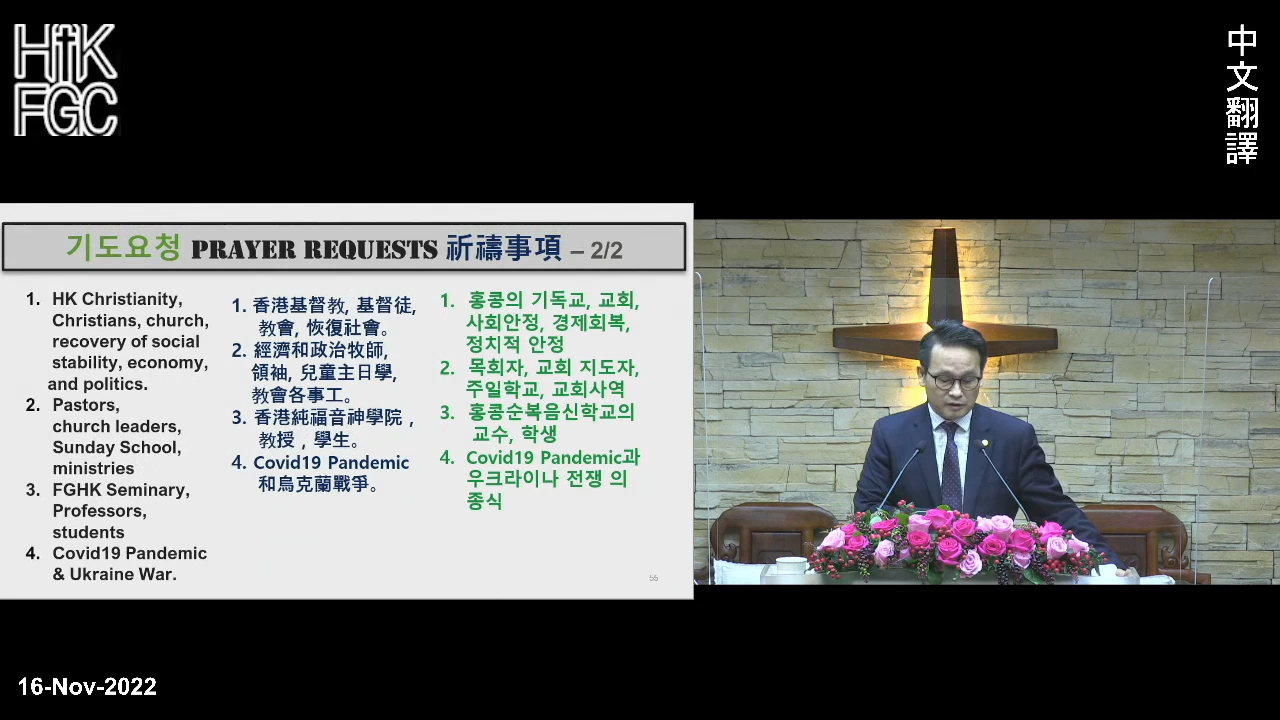 HK
FGC
中文翻譯
기도요청 PRAYER REQUESTS 祈禱事項 – 2/2
1. HK Christianity,
Christians, church,
recovery of social
stability, economy,
and politics.
2. Pastors,
church leaders,
Sunday School,
ministries
3. FGHK Seminary,
Professors,
students
4. Covid19 Pandemic
& Ukraine War.
1. 香港基督教, 基督徒,
教會, 恢復社會。
2. 經濟和政治牧師,
領袖, 兒童主日學,
教會各事工。
3. 香港純福音神學院 ,
教授 , 學生。
4. Covid19 Pandemic
和烏克蘭戰爭。
1. 홍콩의 기독교, 교회,
사회안정, 경제회복,
정치적 안정
2. 목회자, 교회 지도자,
주일학교, 교회사역
3. 홍콩순복음신학교의
교수, 학생
4. Covid19 Pandemic과
우크라이나 전쟁 의
종식
55
16-Nov-2022